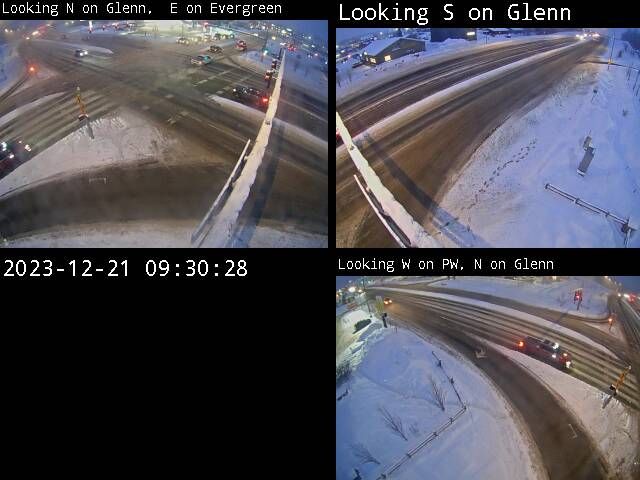 Looking N on Glenn, E on Evergreen
Looking S on Glenn
2023-12-21 09:30:28
Looking W on PW, N on Glenn